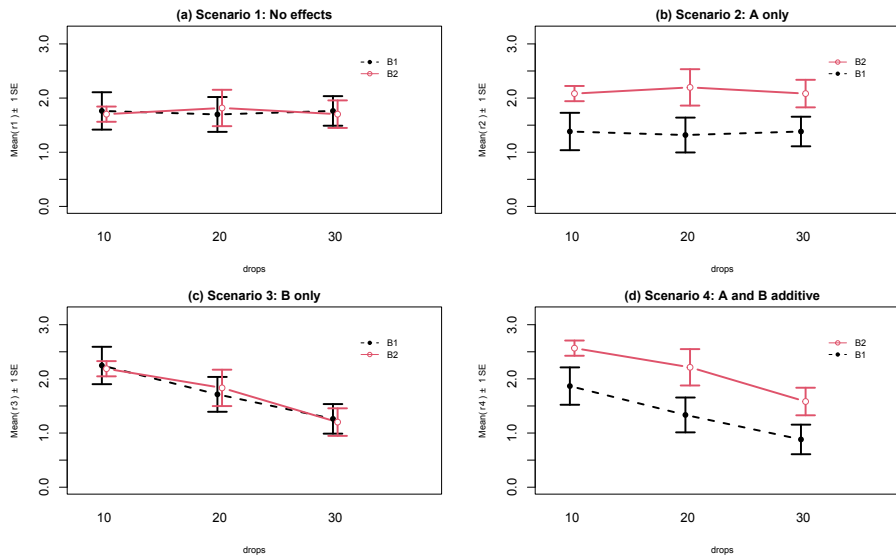 (a) Scenario 1: No effects
Mean( r1 ) ± 1 SE
3.0
2.0
1.0
0.0
B1
B2
10 20 30
drops
(b) Scenario 2: A only
Mean( r2 ) ± 1 SE
3.0
2.0
1.0
0.0
B2
B1
10 20 30
drops
(c) Scenario 3: B only
Mean( r3 ) ± 1 SE
3.0
2.0
1.0
0.0
B1
B2
10 20 30
drops
(d) Scenario 4: A and B additive
Mean( r4 ) ± 1 SE
3.0
2.0
1.0
0.0
B2
B1
10 20 30
drops